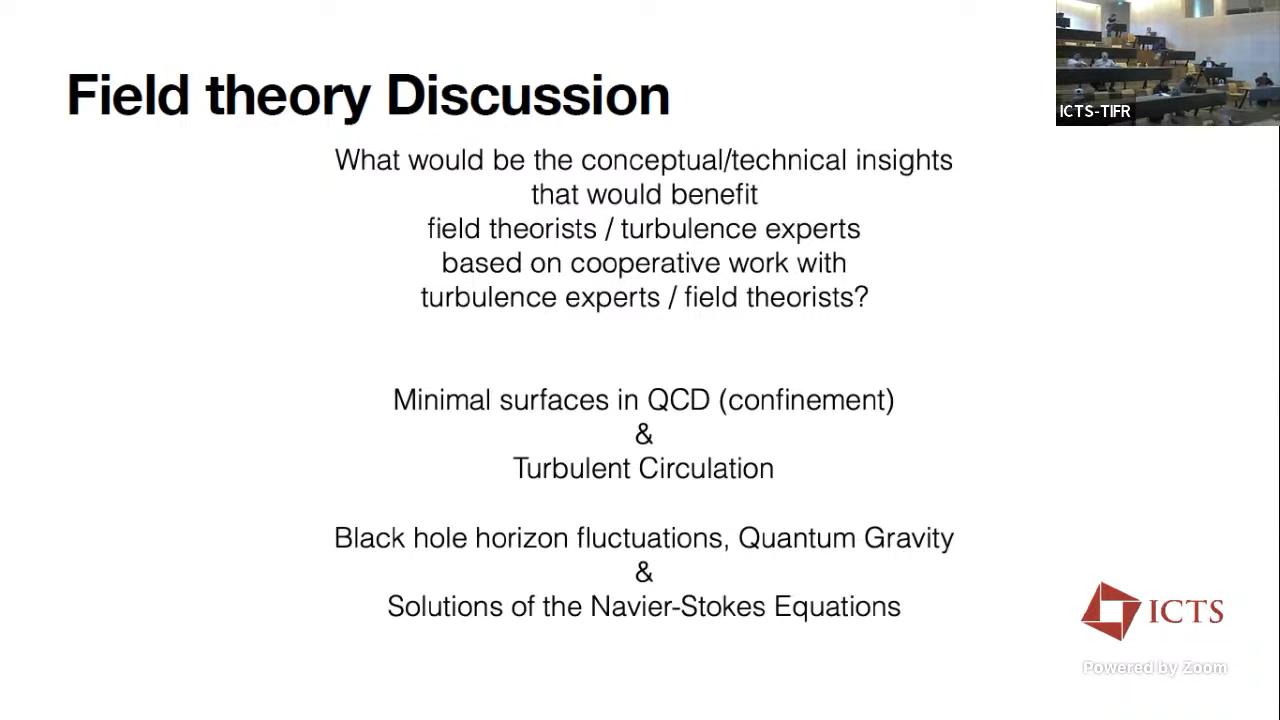 Field theory Discussion
ICTS-TIFR
What would be the conceptual/technical insights
that would benefit
field theorists / turbulence experts
based on cooperative work with
turbulence experts / field theorists?
Minimal surfaces in QCD (confinement)
&
Turbulent Circulation
Black hole horizon fluctuations, Quantum Gravity
&
Solutions of the Navier-Stokes Equations
ICTS
Powered by Zoom